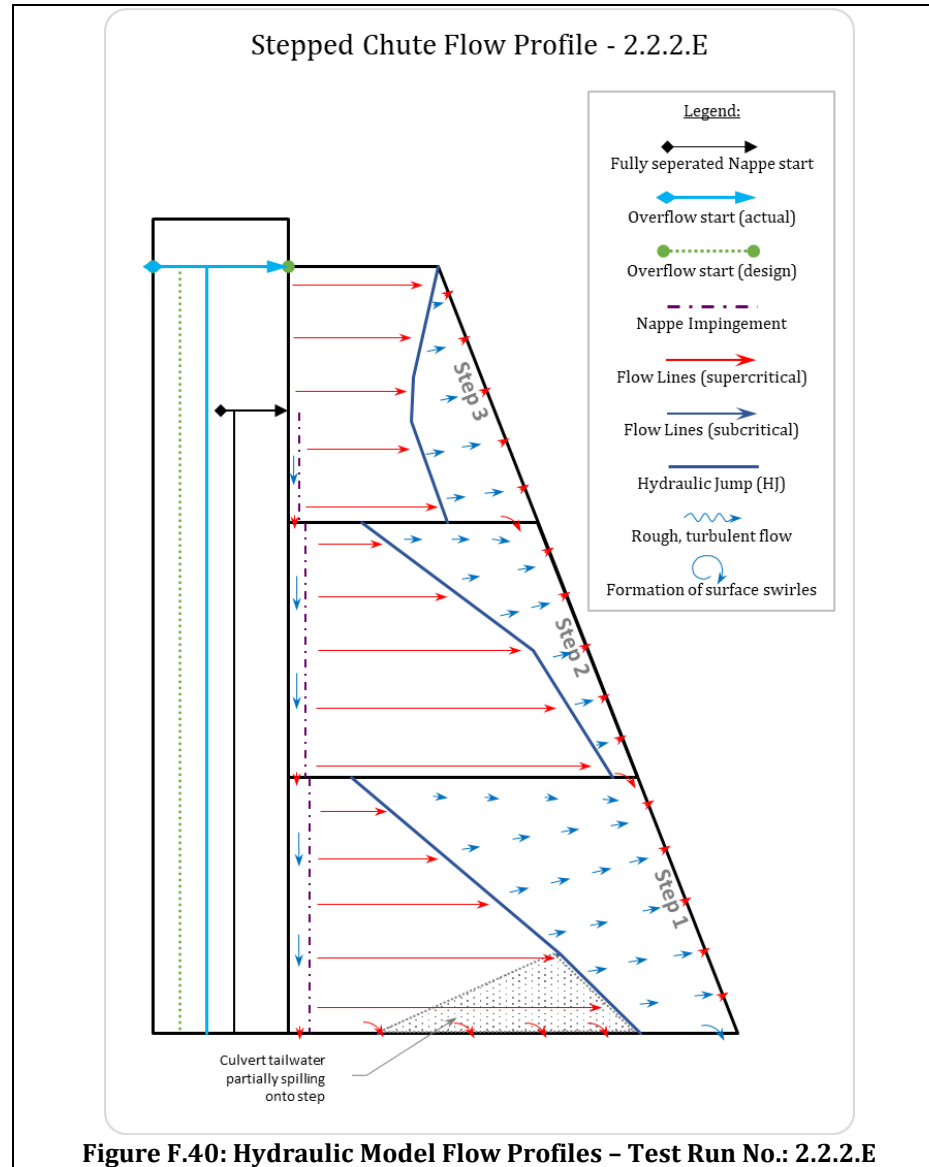 Stepped Chute Flow Profile - 2.2.2.E
Legend:
Fully seperated Nappe start
Overflow start (actual)
Overflow start (design)
Nappe Impingement
Flow Lines (supercritical)
Flow Lines (subcritical)
Hydraulic Jump (HJ)
Rough, turbulent flow
Formation of surface swirles
Step 3
Step 2
Step 1
Culvert tailwater
partially spilling
onto step
Figure F.40: Hydraulic Model Flow Profiles – Test Run No.: 2.2.2.E